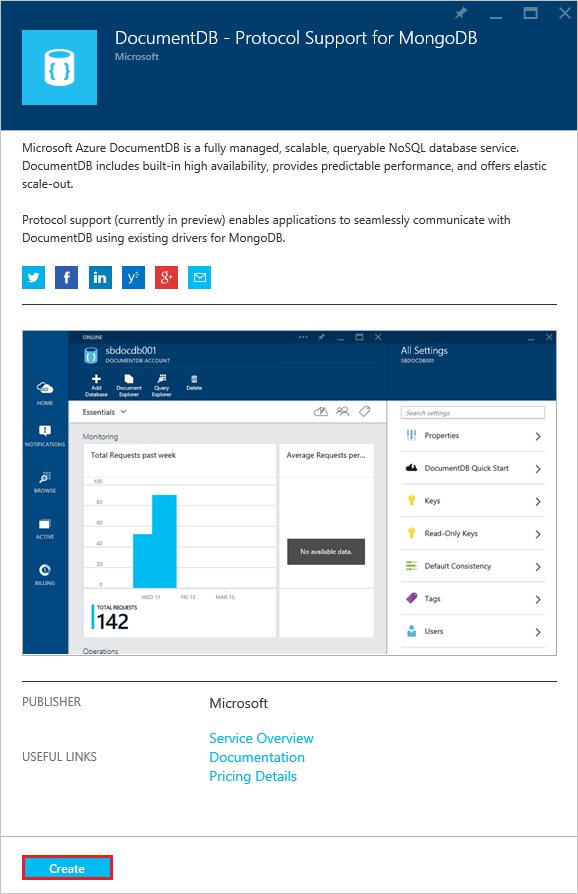 DocumentDB - Protocol Support for MongoDB
Microsoft
Microsoft Azure DocumentDB is a fully managed, scalable, queryable NoSQL database service.
DocumentDB includes built-in high availability, provides predictable performance, and offers elastic
scale-out.
Protocol support (currently in preview) enables applications to seamlessly communicate with
DocumentDB using existing drivers for MongoDB.
ONLINE
sbdocdb001
DOCUMENTDB ACCOUNT
Add
Database
Document
Explorer
Query
Explorer
Delete
All Settings
SBDOCDB001
HOME
NOTIFICATIONS
BROWSE
ACTIVE
BILLING
Essentials
Monitoring
Total Requests past week
100
80
60
40
20
0
WED 11
FRI 13
MAR 15
TOTAL REQUESTS
142
Average Requests per...
No available data.
Operations
Search settings
Properties
DocumentDB Quick Start
Keys
Read-Only Keys
Default Consistency
Tags
Users
PUBLISHER
Microsoft
USEFUL LINKS
Service Overview
Documentation
Pricing Details
Create